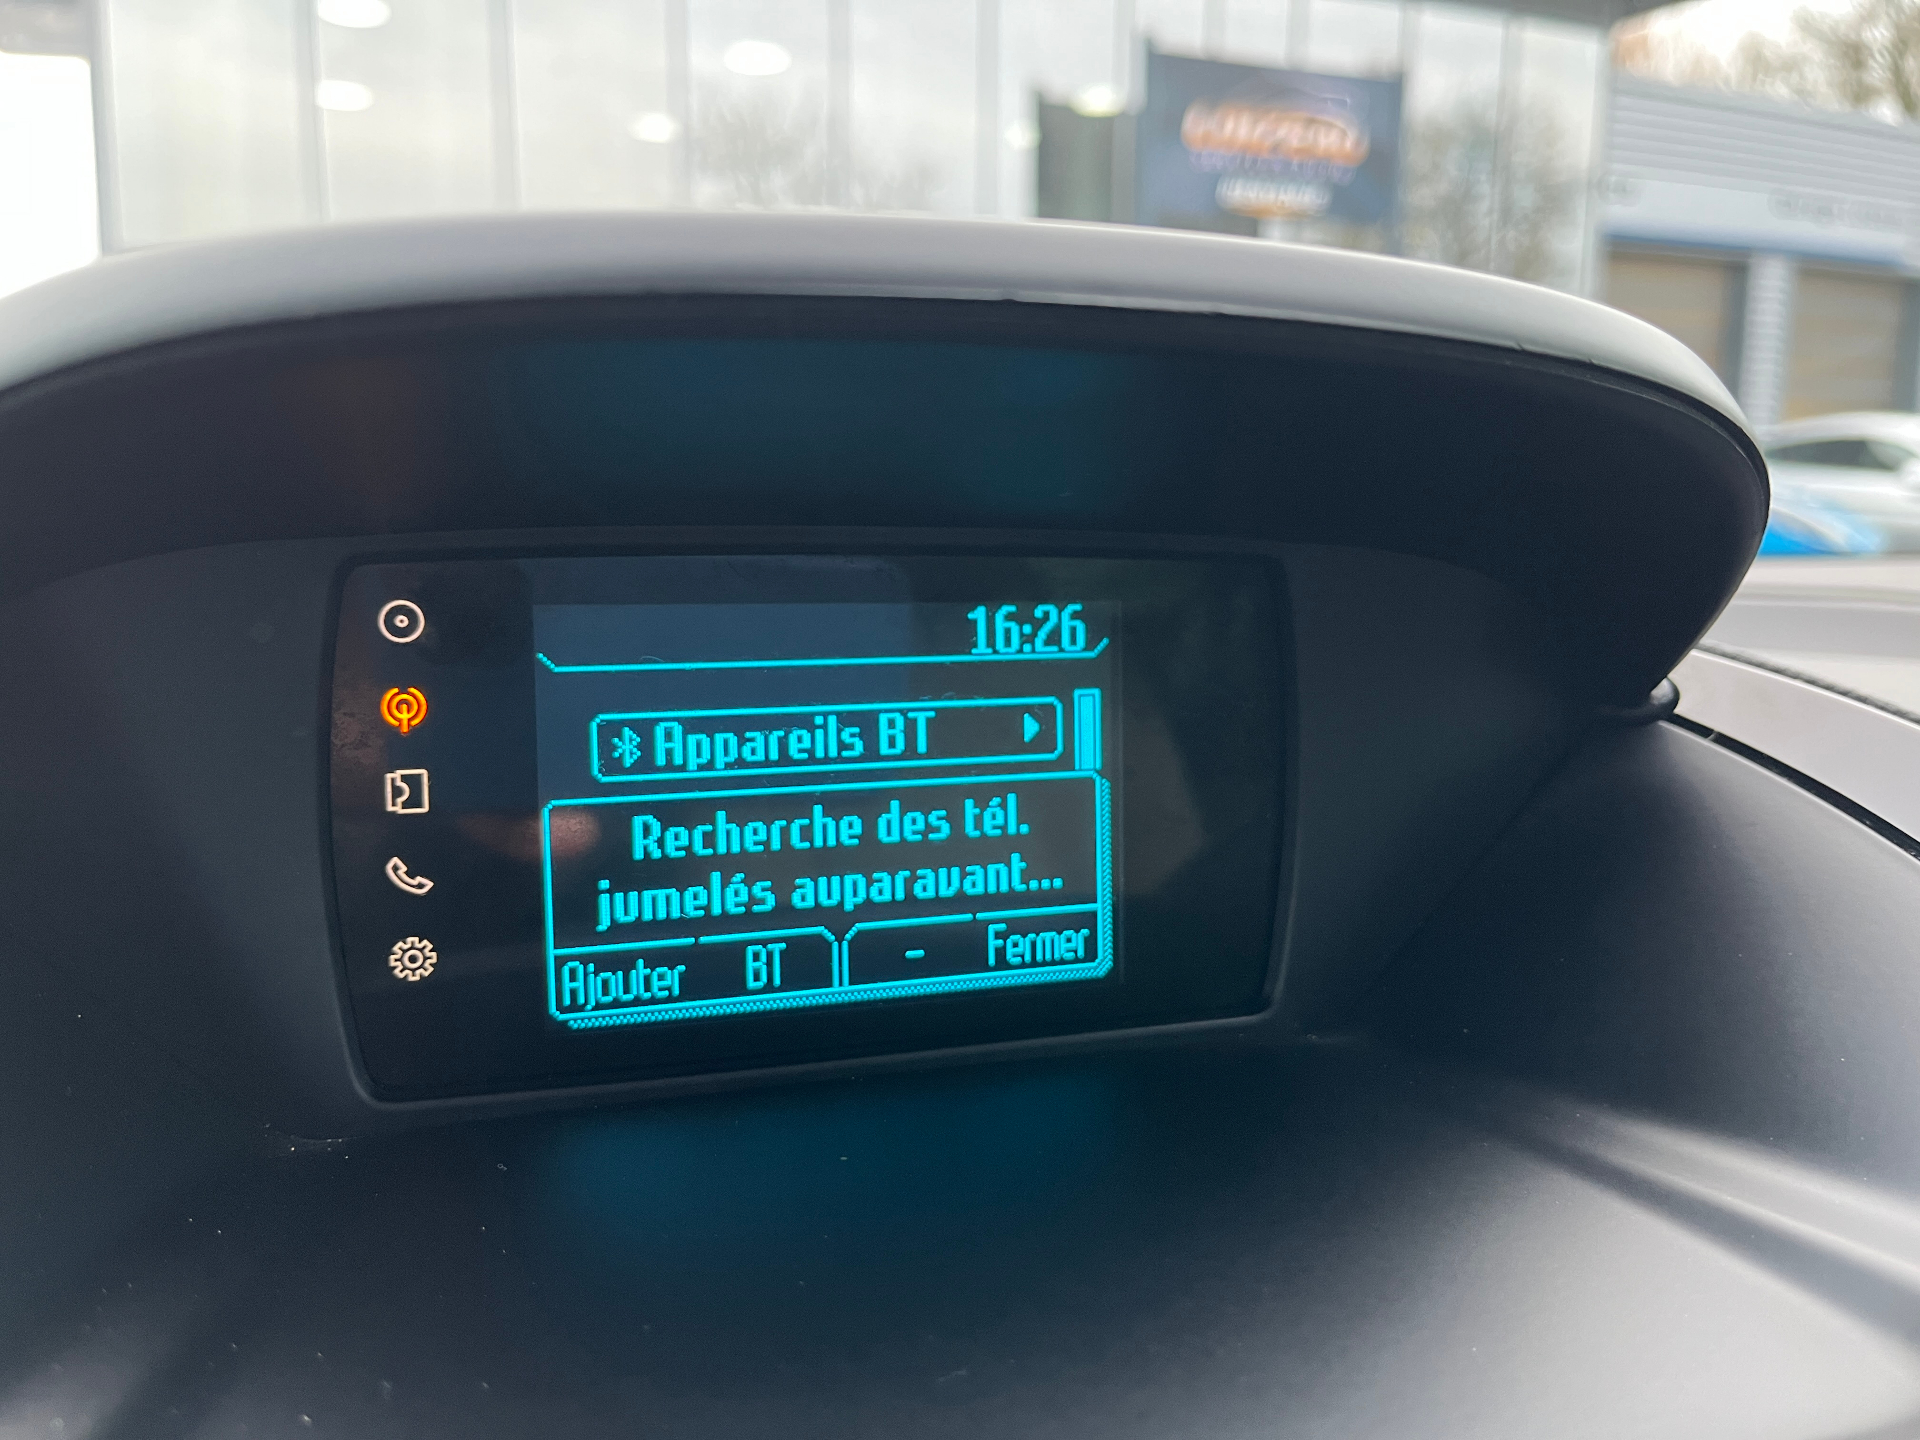 16:26
Appareils BT
Recherche des tél.
jumelés auparavant...
Ajouter BT - Fermer